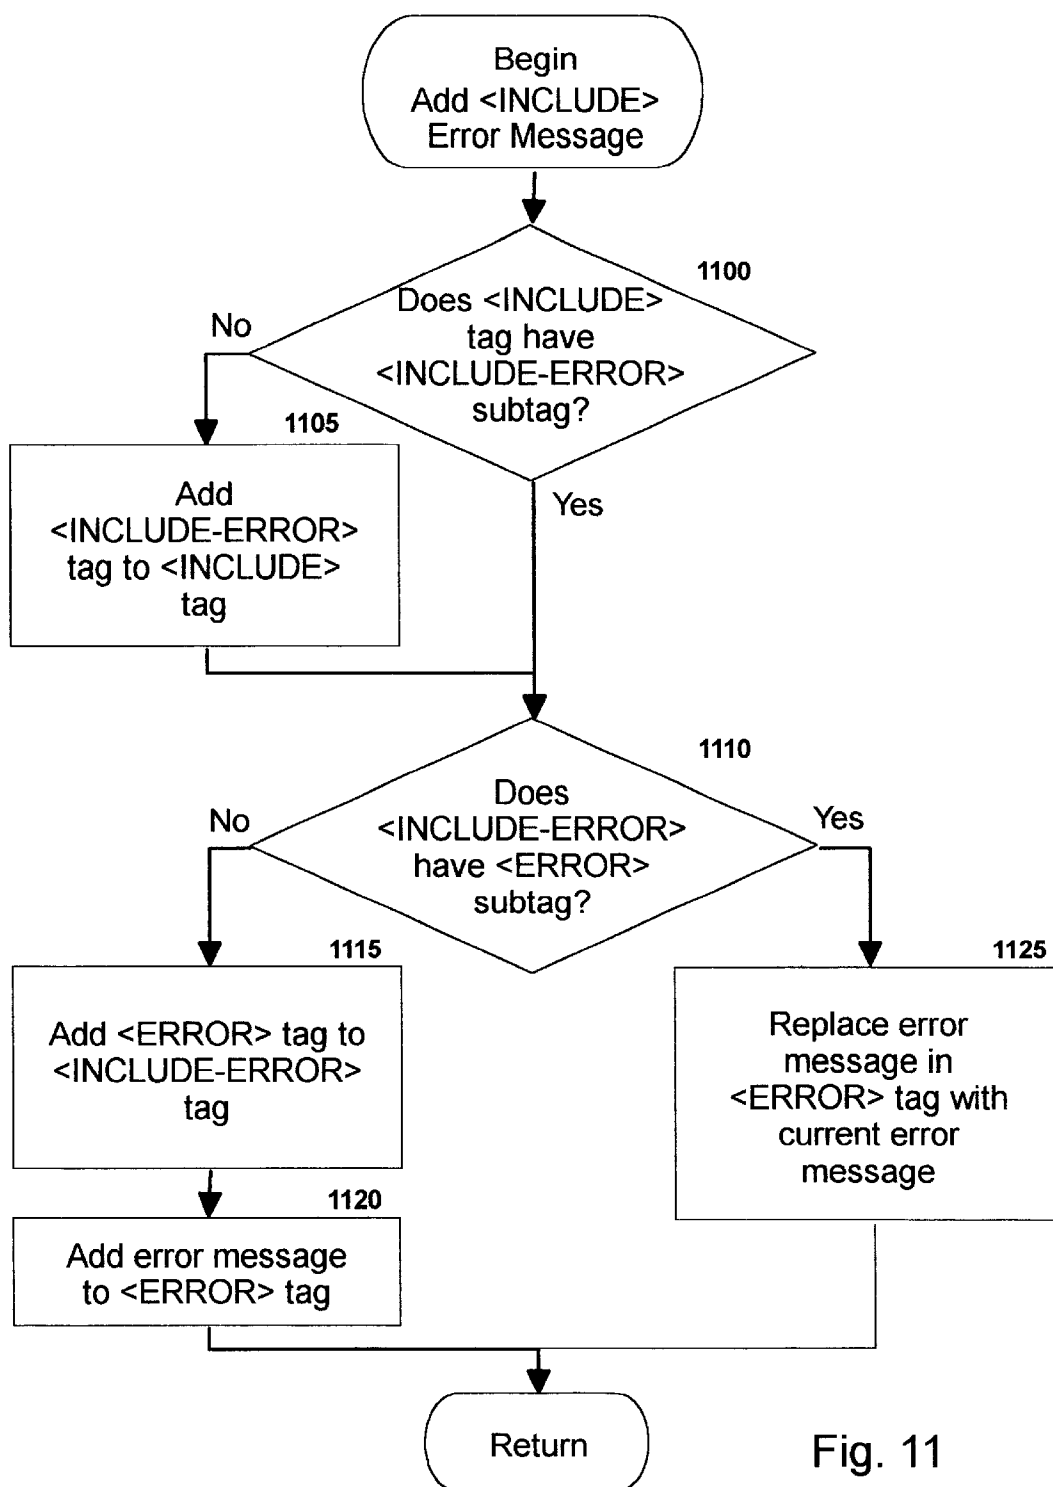 Begin
Add <INCLUDE>
Error Message
1100
Does <INCLUDE>
tag have
<INCLUDE-ERROR>
subtag?
No
Yes
1105
Add
<INCLUDE-ERROR>
tag to <INCLUDE>
tag
1110
Does
<INCLUDE-ERROR>
have <ERROR>
subtag?
No
Yes
1115
Add <ERROR> tag to
<INCLUDE-ERROR>
tag
1125
Replace error
message in
<ERROR> tag with
current error
message
1120
Add error message
to <ERROR> tag
Return
Fig. 11